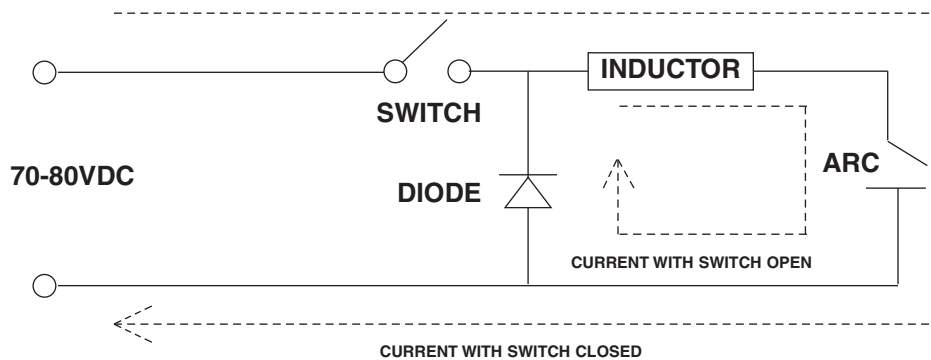 INDUCTOR
SWITCH
70-80VDC
ARC
DIODE
CURRENT WITH SWITCH OPEN
CURRENT WITH SWITCH CLOSED